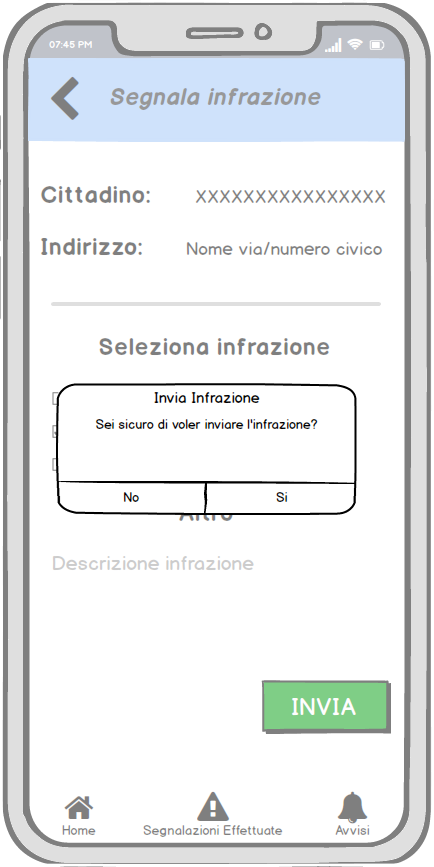 07:45 PM
Segnala infrazione
Cittadino: XXXXXXXXXXXXXXXX
Indirizzo: Nome via/numero civico
Seleziona infrazione
Invia Infrazione
Sei sicuro di voler inviare l'infrazione?
No Si
Altro
Descrizione infrazione
INVIA
Home Segnalazioni Effettuate Avvisi